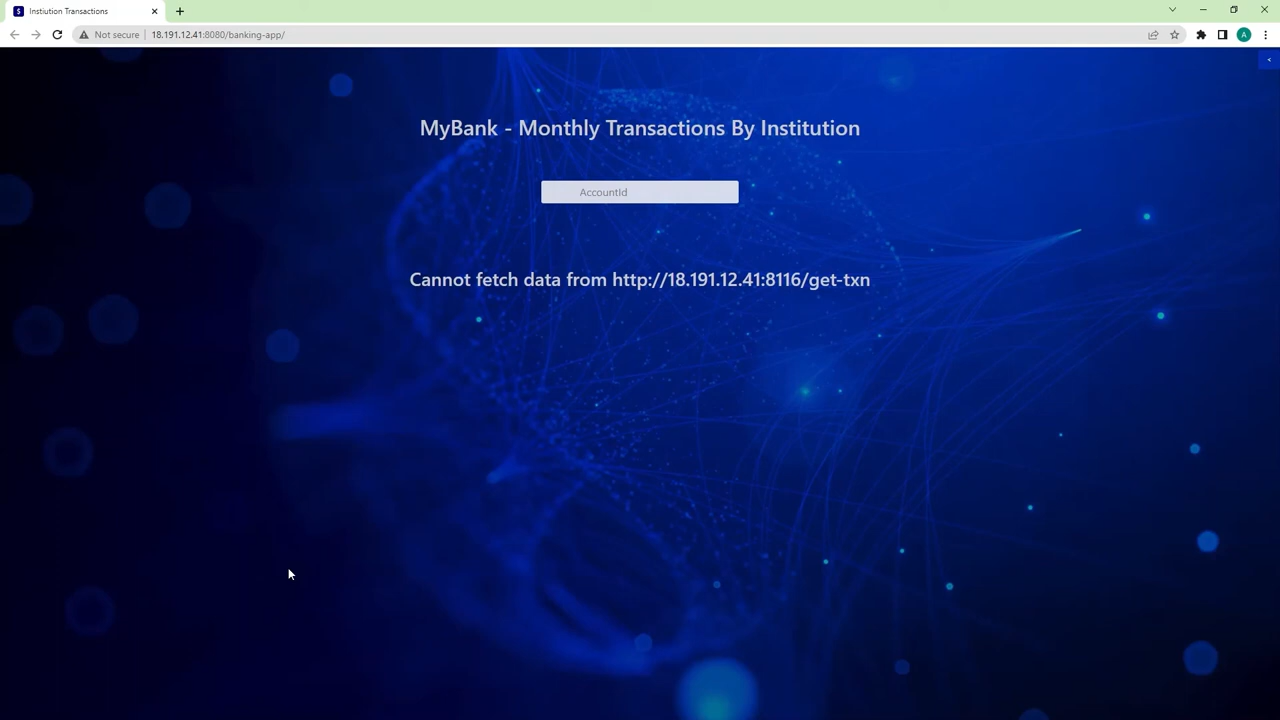 Instiution Transactions
Not secure
18.191.12.41:8080/banking-app/
A
<
MyBank - Monthly Transactions By Institution
AccountId
Cannot fetch data from http://18.191.12.41:8116/get-txn